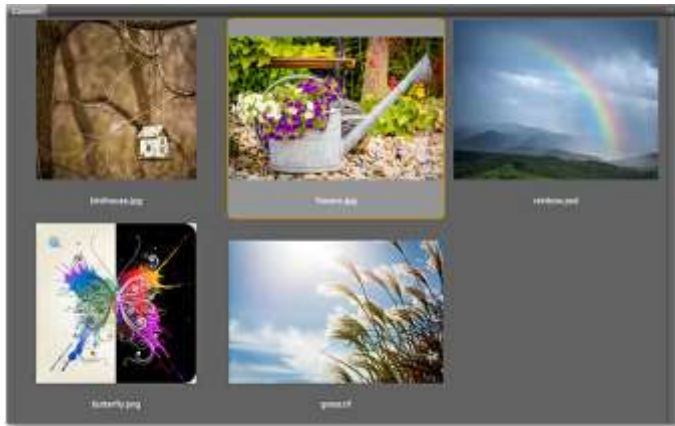 birdhouse.jpg
flowers.jpg
rainbow.psd
butterfly.png
grass.tif